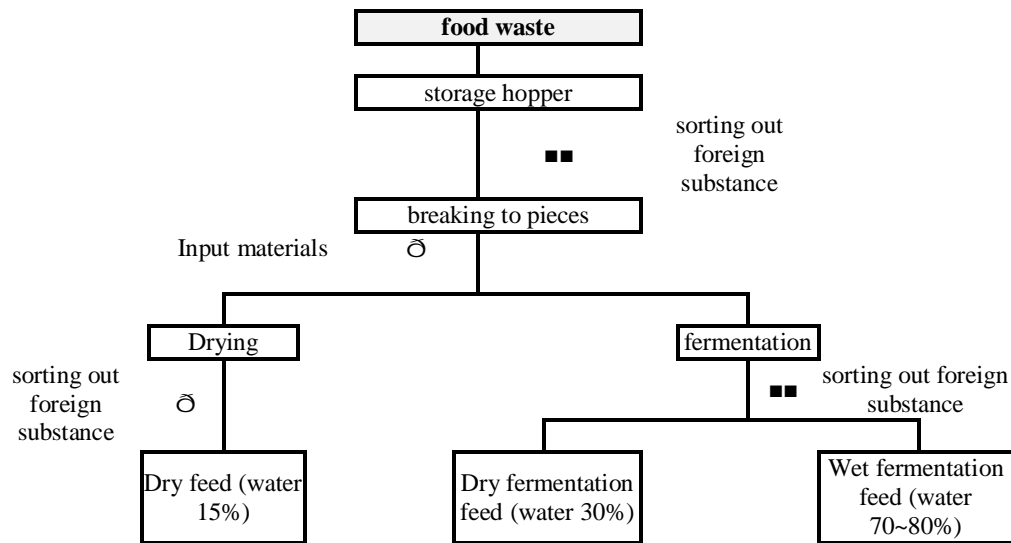 food waste
storage hopper
■■
sorting out
foreign
substance
breaking to pieces
Input materials
ð
Drying
fermentation
sorting out
foreign
substance
ð
■■
sorting out foreign
substance
Dry feed (water
15%)
Dry fermentation
feed (water 30%)
Wet fermentation
feed (water
70~80%)